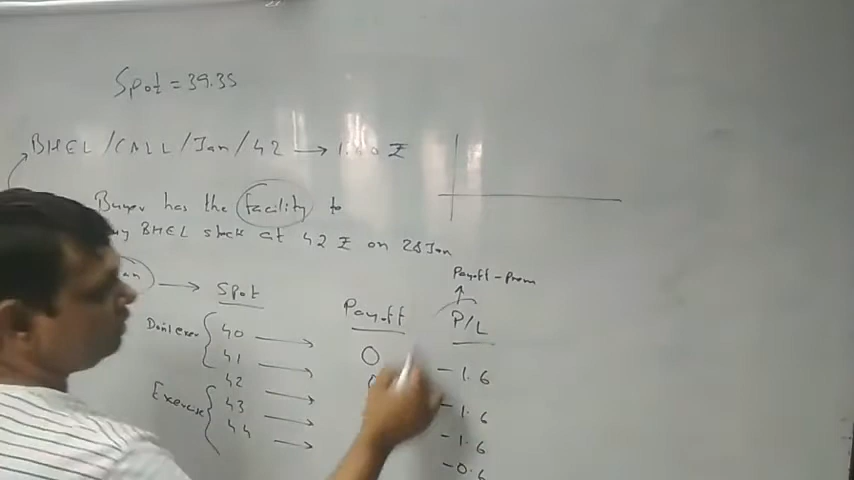 Spot = 39.35
BHEL / CALL / Jan / 42 → 1.60 ₹
Buyer has the facility to
buy BHEL stock at 42 ₹ on 28 Jan
Payoff - Prem
→ Spot Payoff P/L
Don't exer
40 → 0 -1.6
41 → -1.6
42 → -1.6
Exercise
43 → -0.6
44 →